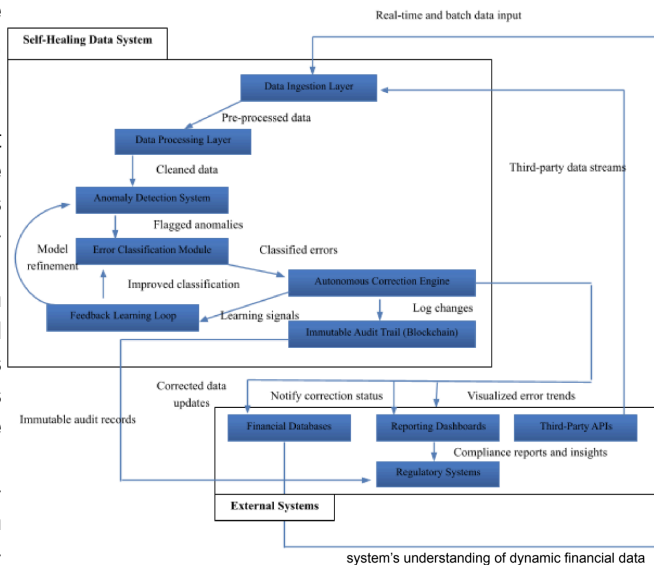 Real-time and batch data input
Self-Healing Data System
Data Ingestion Layer
Pre-processed data
Data Processing Layer
Third-party data streams
Cleaned data
Anomaly Detection System
Flagged anomalies
Model
refinement
Error Classification Module
Classified errors
Improved classification
Autonomous Correction Engine
Log changes
Feedback Learning Loop
Learning signals
Immutable Audit Trail (Blockchain)
Corrected data
updates
Notify correction status
Visualized error trends
Immutable audit records
Financial Databases
Reporting Dashboards
Third-Party APIs
Compliance reports and insights
Regulatory Systems
External Systems
system's understanding of dynamic financial data